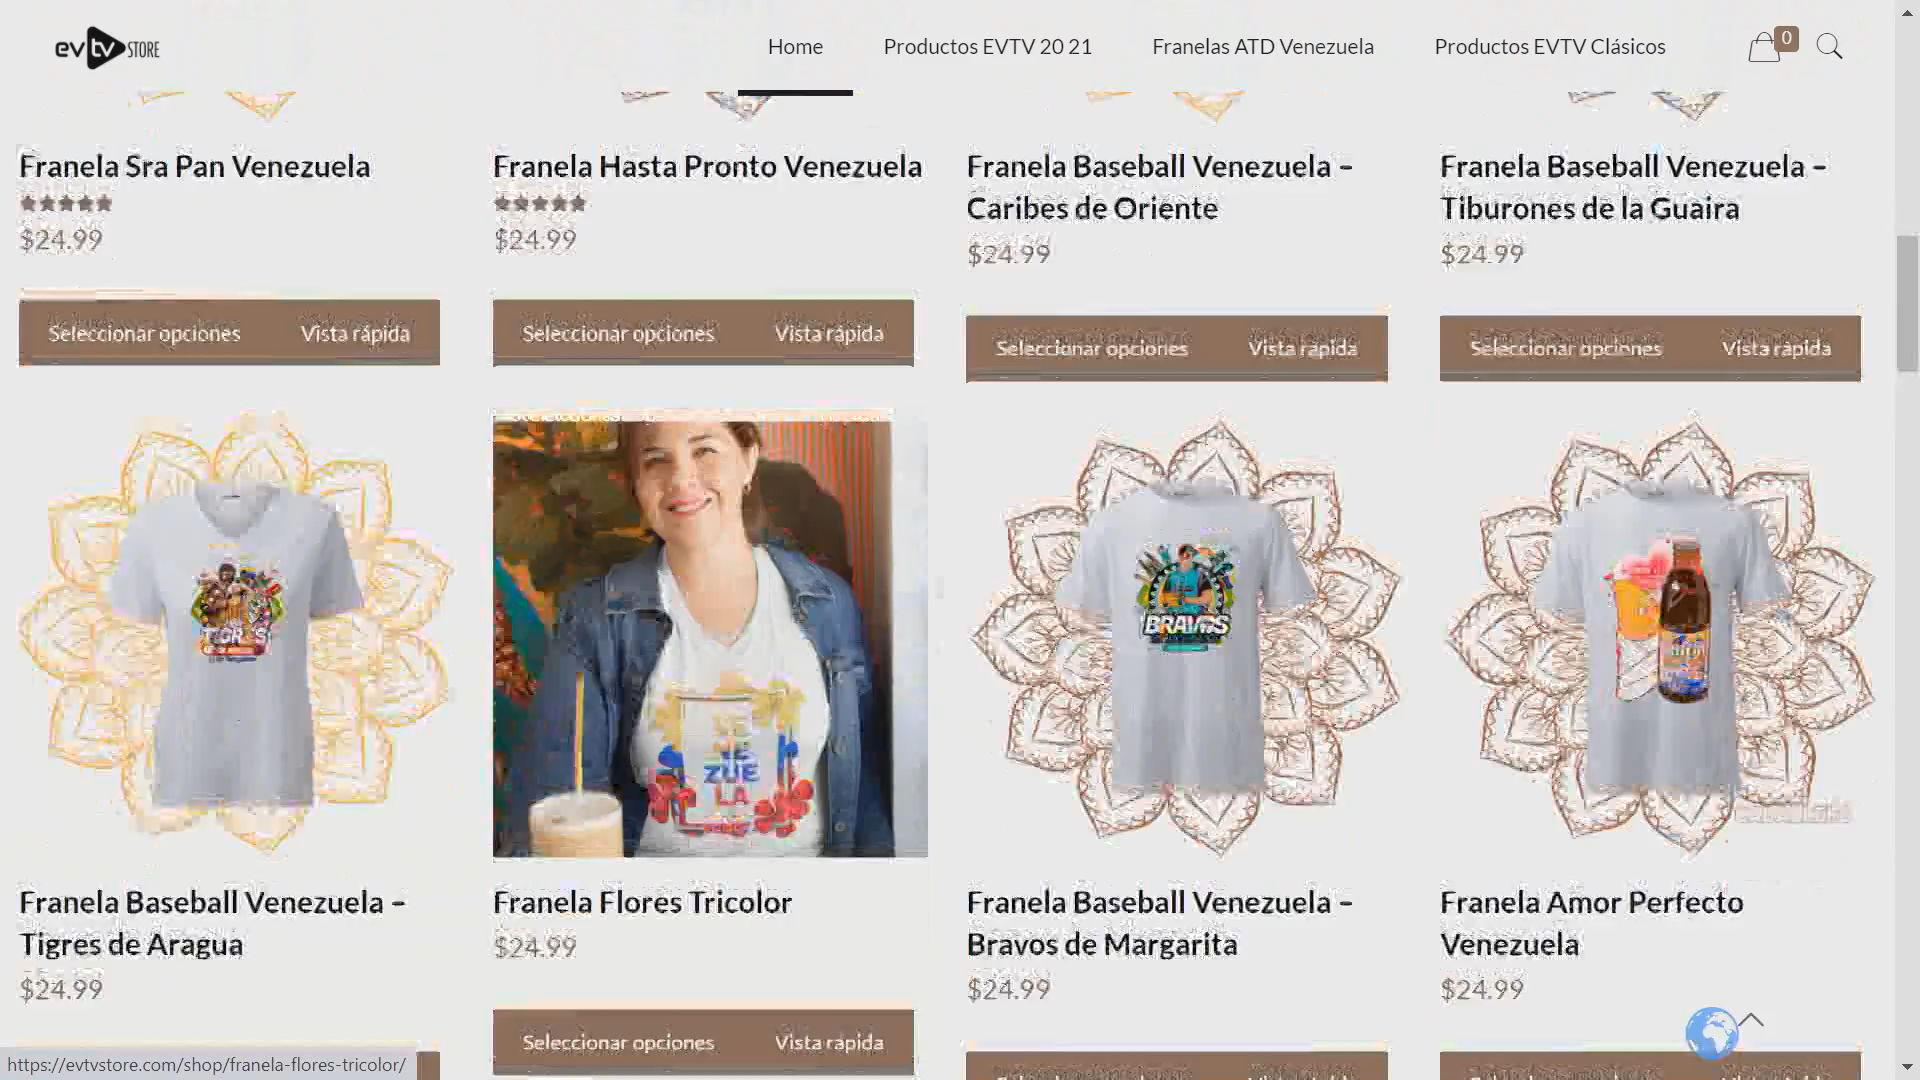 evtv STORE
Home
Productos EVTV 20 21
Franelas ATD Venezuela
Productos EVTV Clásicos
0
Franela Sra Pan Venezuela
$24.99
Seleccionar opciones
Vista rápida
Franela Hasta Pronto Venezuela
$24.99
Seleccionar opciones
Vista rápida
Franela Baseball Venezuela –
Caribes de Oriente
$24.99
Seleccionar opciones
Vista rápida
Franela Baseball Venezuela –
Tiburones de la Guaira
$24.99
Seleccionar opciones
Vista rápida
ZUE
LA
BRAVOS
Franela Baseball Venezuela –
Tigres de Aragua
$24.99
Franela Flores Tricolor
$24.99
Seleccionar opciones
Vista rápida
Franela Baseball Venezuela –
Bravos de Margarita
$24.99
Franela Amor Perfecto
Venezuela
$24.99
https://evtvstore.com/shop/franela-flores-tricolor/